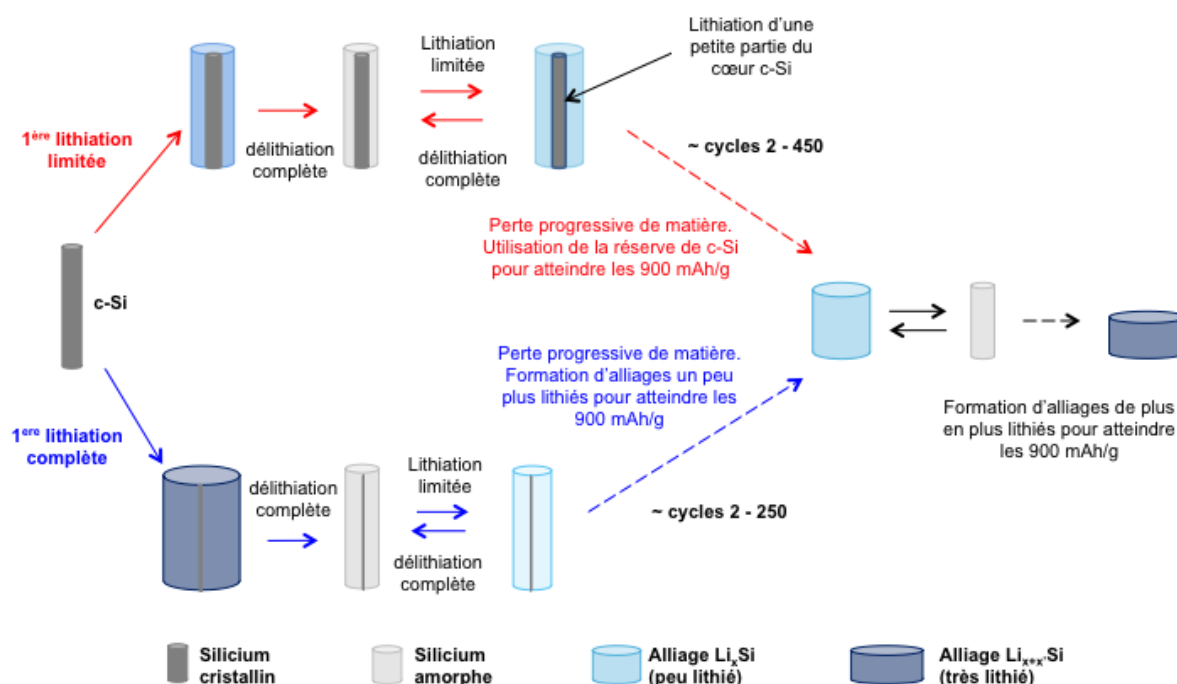 Lithiation d'une
petite partie du
cœur c-Si
Lithiation
limitée
1ère lithiation
limitée
délithiation
complète
délithiation
complète
~ cycles 2 - 450
Perte progressive de matière.
Utilisation de la réserve de c-Si
pour atteindre les 900 mAh/g
c-Si
Perte progressive de matière.
Formation d'alliages un peu
plus lithiés pour atteindre les
900 mAh/g
Formation d'alliages de plus
en plus lithiés pour atteindre
les 900 mAh/g
1ere lithiation
complète
délithiation
complète
Lithiation
limitée
délithiation
complète
~ cycles 2 - 250
Silicium
cristallin
Silicium
amorphe
Alliage LixSi
(peu lithié)
Alliage Lix+x'Si
(très lithié)